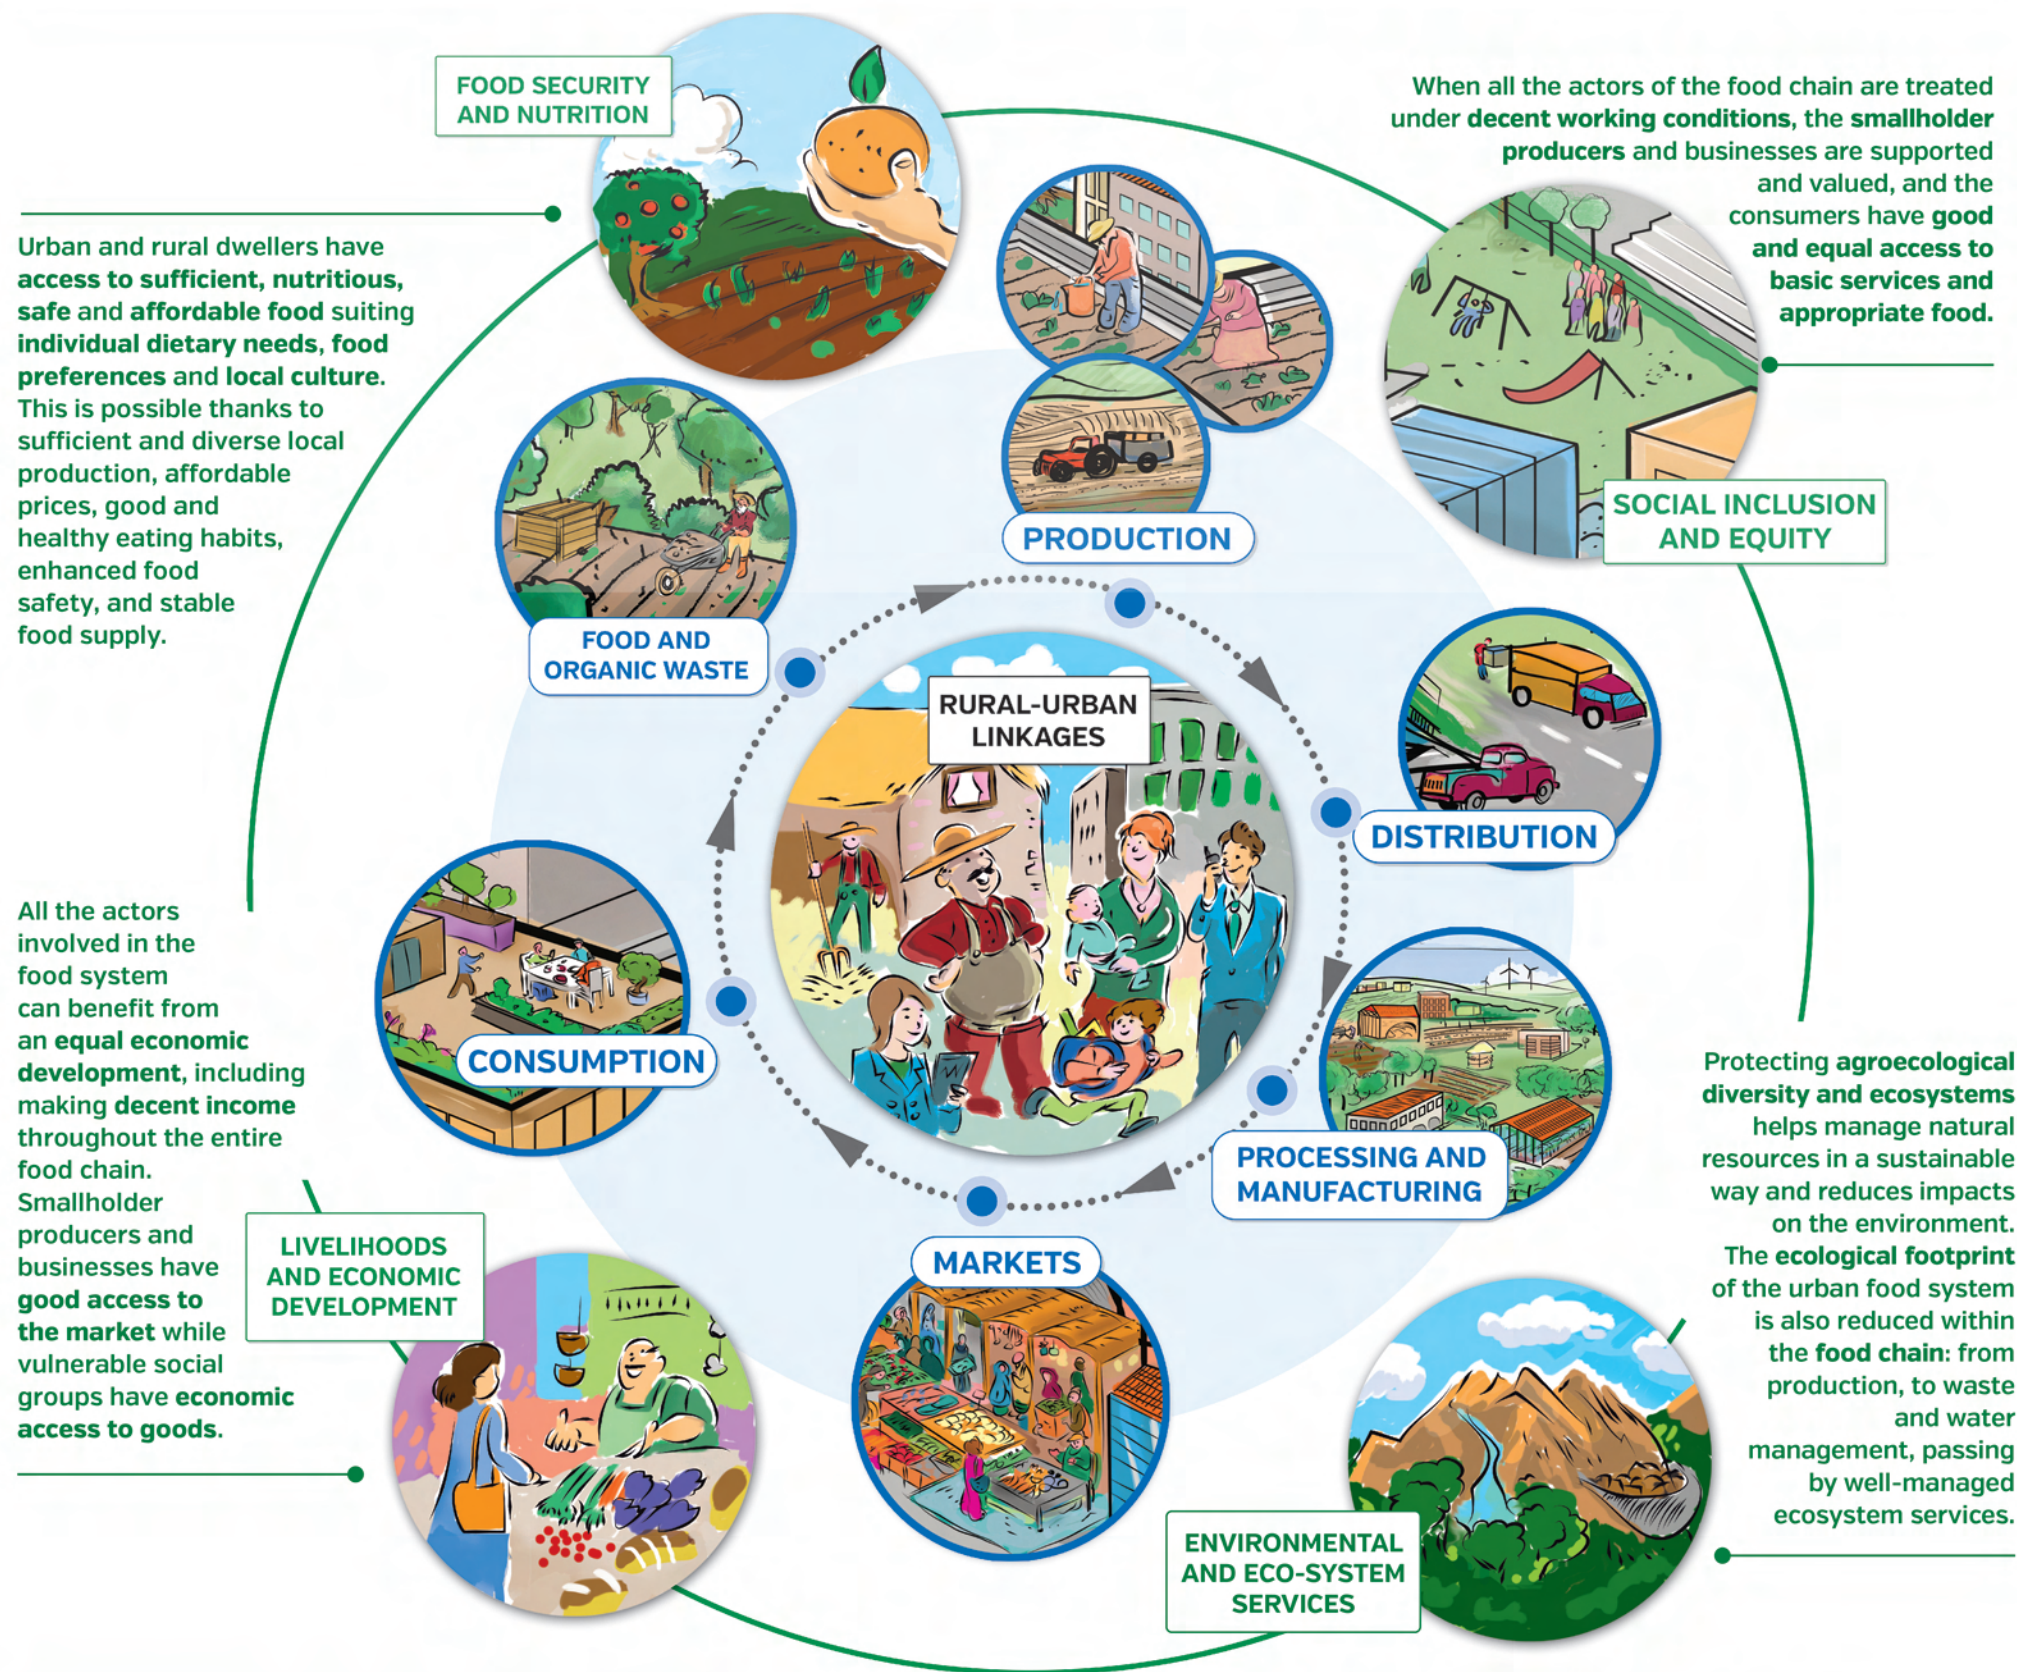 FOOD SECURITY
AND NUTRITION
Urban and rural dwellers have
access to sufficient, nutritious,
safe and affordable food suiting
individual dietary needs, food
preferences and local culture.
This is possible thanks to
sufficient and diverse local
production, affordable
prices, good and
healthy eating habits,
enhanced food
safety, and stable
food supply.
When all the actors of the food chain are treated
under decent working conditions, the smallholder
producers and businesses are supported
and valued, and the
consumers have good
and equal access to
basic services and
appropriate food.
SOCIAL INCLUSION
AND EQUITY
PRODUCTION
FOOD AND
ORGANIC WASTE
RURAL-URBAN
LINKAGES
DISTRIBUTION
CONSUMPTION
PROCESSING AND
MANUFACTURING
MARKETS
All the actors
involved in the
food system
can benefit from
an equal economic
development, including
making decent income
throughout the entire
food chain.
Smallholder
producers and
businesses have
good access to
the market while
vulnerable social
groups have economic
access to goods.
LIVELIHOODS
AND ECONOMIC
DEVELOPMENT
Protecting agroecological
diversity and ecosystems
helps manage natural
resources in a sustainable
way and reduces impacts
on the environment.
The ecological footprint
of the urban food system
is also reduced within
the food chain: from
production, to waste
and water
management, passing
by well-managed
ecosystem services.
ENVIRONMENTAL
AND ECO-SYSTEM
SERVICES